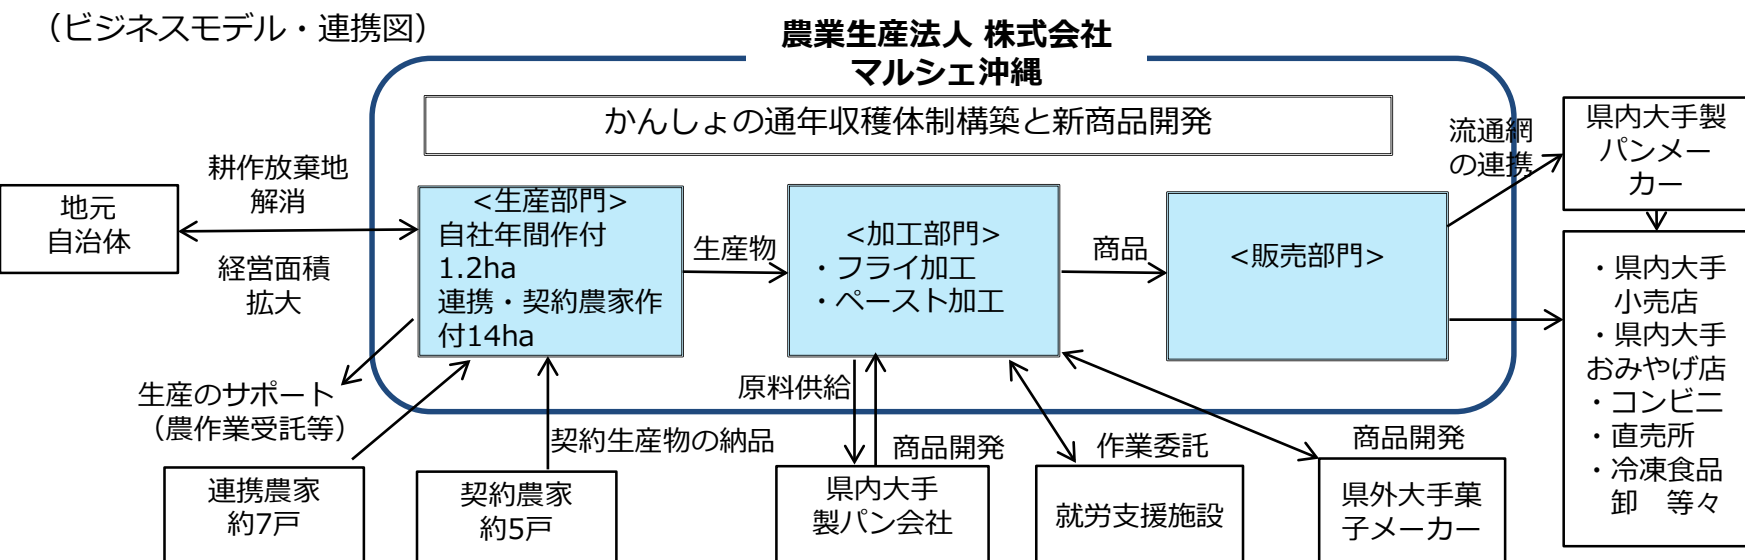 （ビジネスモデル・連携図）
農業生産法人 株式会社
マルシェ沖縄
かんしょの通年収穫体制構築と新商品開発
地元
自治体
耕作放棄地
解消
経営面積
拡大
<生産部門>
自社年間作付
1.2ha
連携・契約農家作
付14ha
生産物
<加工部門>
・フライ加工
・ペースト加工
商品
<販売部門>
流通網
の連携
県内大手製
パンメー
カー
・県内大手
小売店
・県内大手
おみやげ店
・コンビニ
・直売所
・冷凍食品
卸　等々
生産のサポート
（農作業受託等）
契約生産物の納品
原料供給
商品開発
作業委託
商品開発
連携農家
約7戸
契約農家
約5戸
県内大手
製パン会社
就労支援施設
県外大手菓
子メーカー